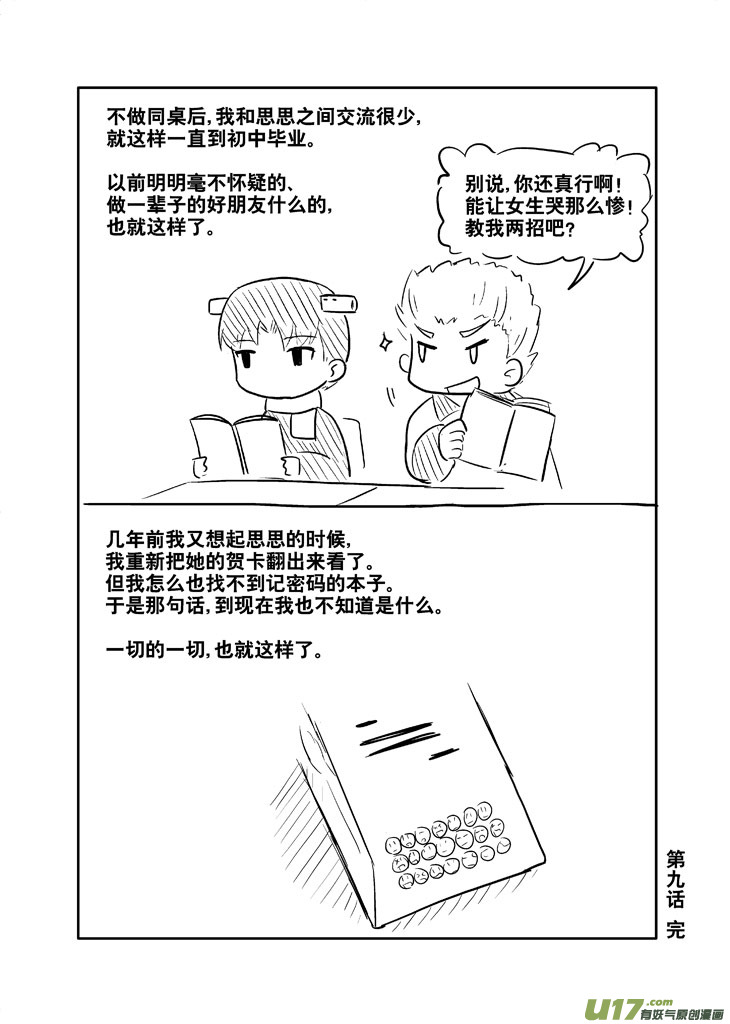 不做同桌后，我和思思之间交流很少，
就这样一直到初中毕业。
以前明明毫不怀疑的、
做一辈子的好朋友什么的，
也就这样了。
别说，你还真行啊！
能让女生哭那么惨！
教我两招吧？
几年前我又想起思思的时候，
我重新把她的贺卡翻出来看了。
但我怎么也找不到记密码的本子。
于是那句话，到现在我也不知道是什么。
一切的一切，也就这样了。
第九话 完
U17.com
有妖气原创漫画